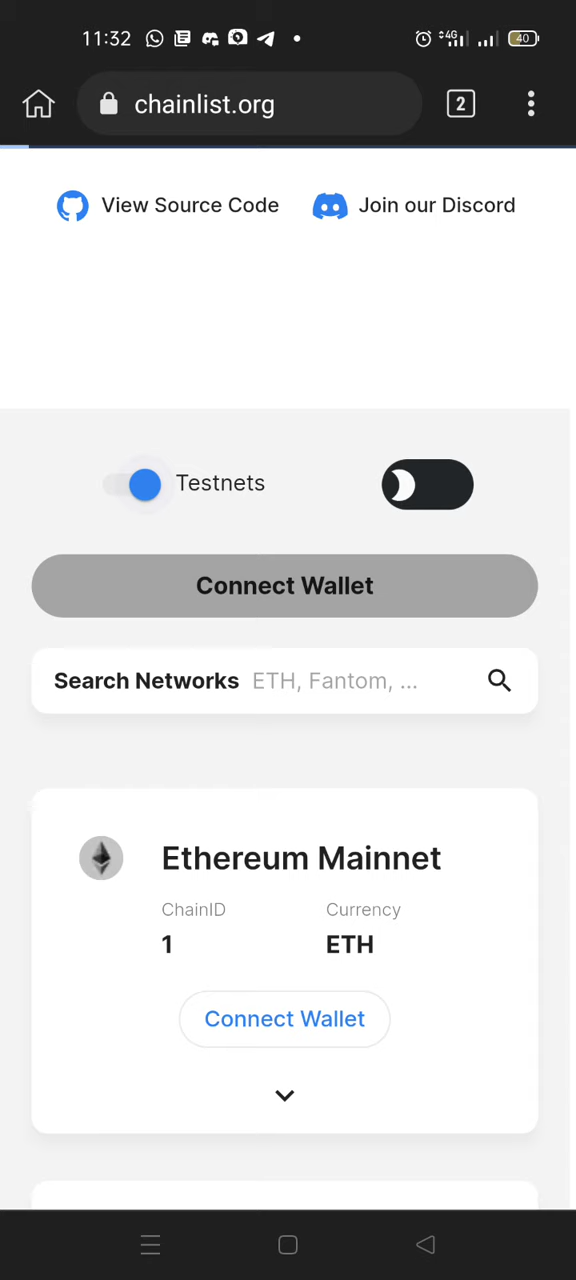 11:32
4G
40
chainlist.org
2
View Source Code
Join our Discord
Testnets
Connect Wallet
Search Networks ETH, Fantom, ...
Ethereum Mainnet
ChainID
Currency
1
ETH
Connect Wallet